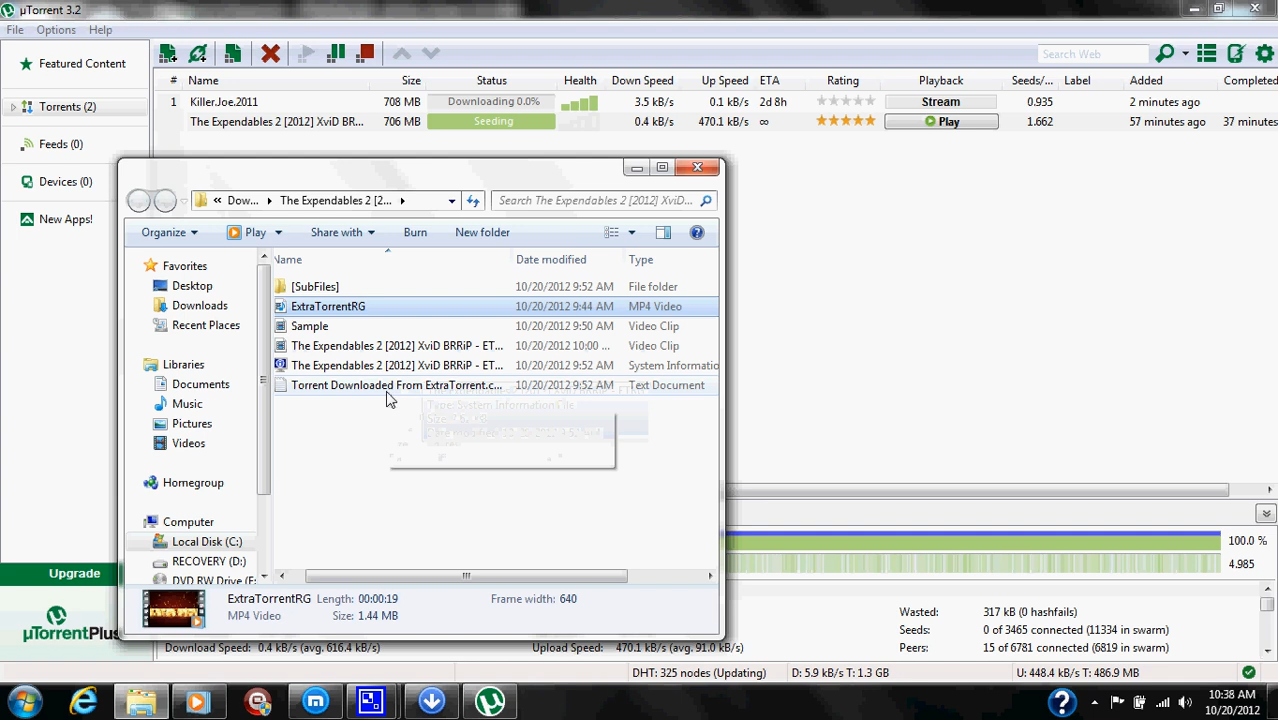 µTorrent 3.2
File Options Help
Search Web
Featured Content
Torrents (2)
Feeds (0)
Devices (0)
New Apps!
# Name Size Status Health Down Speed Up Speed ETA Rating Playback Seeds/... Label Added Completed
1 Killer.Joe.2011 708 MB Downloading 0.0% 3.5 kB/s 0.1 kB/s 2d 8h Stream 0.935 2 minutes ago
The Expendables 2 [2012] XviD BR... 706 MB Seeding 0.4 kB/s 470.1 kB/s ∞ Play 1.662 57 minutes ago 37 minutes
« Dow... The Expendables 2 [2... Search The Expendables 2 [2012] XviD...
Organize Play Share with Burn New folder
Name Date modified Type
[SubFiles] 10/20/2012 9:52 AM File folder
ExtraTorrentRG 10/20/2012 9:44 AM MP4 Video
Sample 10/20/2012 9:50 AM Video Clip
The Expendables 2 [2012] XviD BRRiP - ET... 10/20/2012 10:00 ... Video Clip
The Expendables 2 [2012] XviD BRRiP - ET... 10/20/2012 9:52 AM System Informatio
Torrent Downloaded From ExtraTorrent.c... 10/20/2012 9:52 AM Text Document
Type: System Information File
Favorites
Desktop
Downloads
Recent Places
Libraries
Documents
Music
Pictures
Videos
Homegroup
Computer
Local Disk (C:)
RECOVERY (D:)
DVD RW Drive (E:
ExtraTorrentRG Length: 00:00:19 Frame width: 640
MP4 Video Size: 1.44 MB
100.0 %
4.985
Upgrade
µTorrentPlus
Wasted: 317 kB (0 hashfails)
Seeds: 0 of 3465 connected (11334 in swarm)
Peers: 15 of 6781 connected (6819 in swarm)
Download Speed: 0.4 kB/s (avg. 616.4 kB/s) Upload Speed: 470.1 kB/s (avg. 91.0 kB/s)
DHT: 325 nodes (Updating) D: 5.9 kB/s T: 1.3 GB U: 448.4 kB/s T: 486.9 MB
10:38 AM
10/20/2012